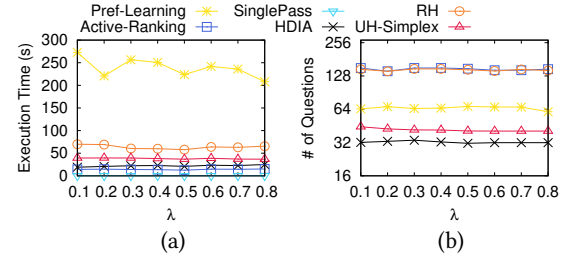 Pref-Learning SinglePass RH
Active-Ranking HDIA UH-Simplex
Execution Time (s)
300
250
200
150
100
50
0
0.1 0.2 0.3 0.4 0.5 0.6 0.7 0.8
λ
(a)
# of Questions
256
128
64
32
16
0.1 0.2 0.3 0.4 0.5 0.6 0.7 0.8
λ
(b)